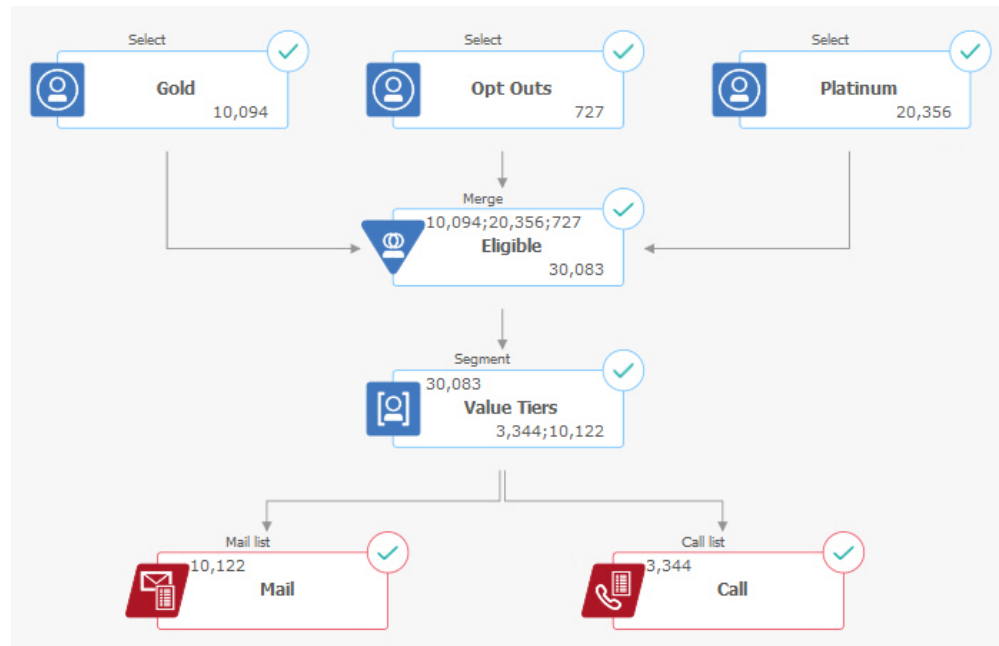 Select
Select
Select
Gold
Opt Outs
Platinum
10,094
727
20,356
Merge
10,094;20,356;727
Eligible
30,083
Segment
30,083
Value Tiers
3,344;10,122
Mail list
Call list
10,122
3,344
Mail
Call